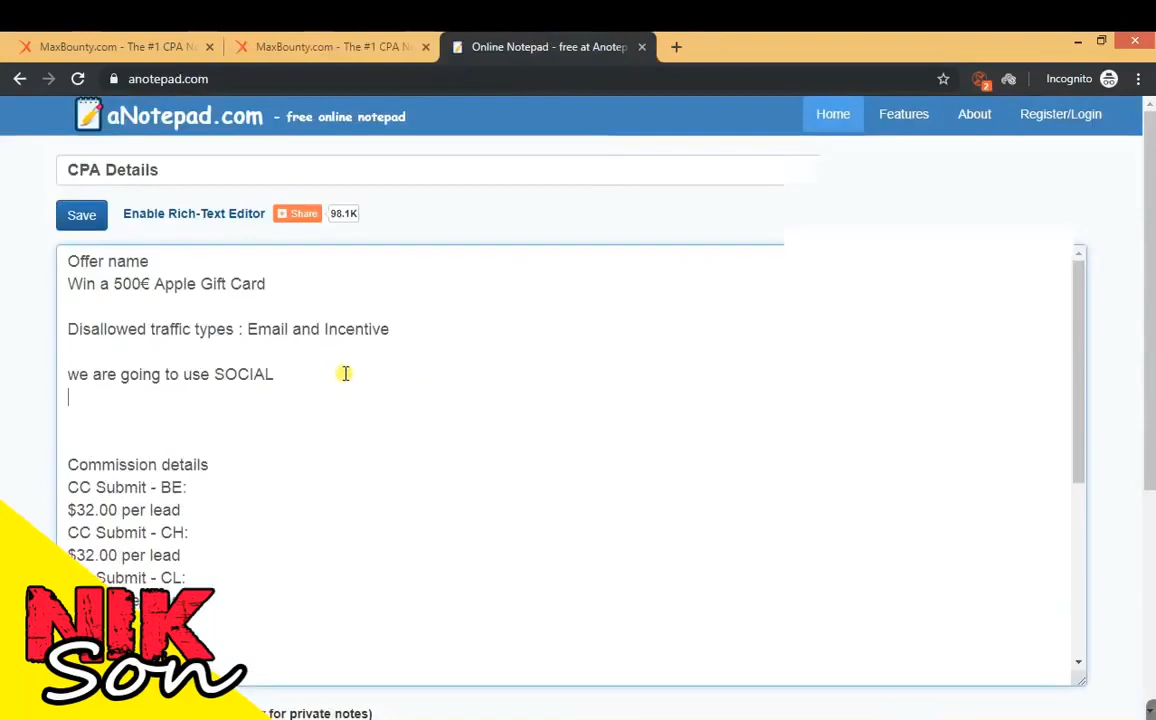 MaxBounty.com - The #1 CPA N
MaxBounty.com - The #1 CPA N
Online Notepad - free at Anotep
anotepad.com
2
Incognito
aNotepad.com - free online notepad
Home
Features
About
Register/Login
CPA Details
Save
Enable Rich-Text Editor
Share
98.1K
Offer name
Win a 500€ Apple Gift Card
Disallowed traffic types : Email and Incentive
we are going to use SOCIAL
Commission details
CC Submit - BE:
$32.00 per lead
CC Submit - CH:
$32.00 per lead
Submit - CL:
NIK
Son
for private notes)